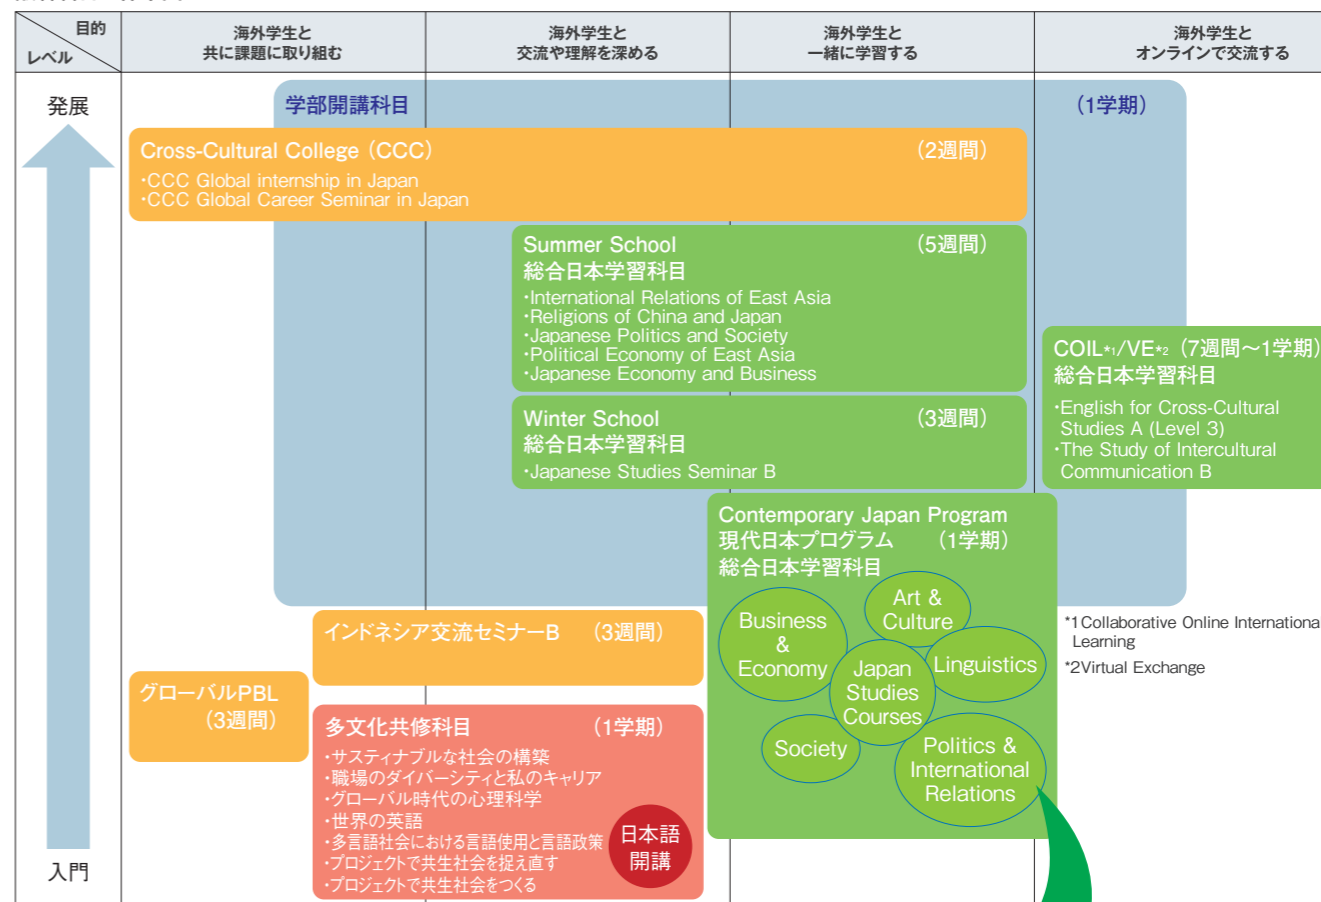 目的
レベル
海外学生と
共に課題に取り組む
海外学生と
交流や理解を深める
海外学生と
一緒に学習する
海外学生と
オンラインで交流する
発展
入門
学部開講科目 (1学期)
Cross-Cultural College (CCC) (2週間)
・CCC Global internship in Japan
・CCC Global Career Seminar in Japan
Summer School (5週間)
総合日本学習科目
・International Relations of East Asia
・Religions of China and Japan
・Japanese Politics and Society
・Political Economy of East Asia
・Japanese Economy and Business
Winter School (3週間)
総合日本学習科目
・Japanese Studies Seminar B
COIL*1/VE*2 (7週間~1学期)
総合日本学習科目
・English for Cross-Cultural
Studies A (Level 3)
・The Study of Intercultural
Communication B
Contemporary Japan Program
現代日本プログラム (1学期)
総合日本学習科目
Business
&
Economy
Art &
Culture
Linguistics
Japan
Studies
Courses
Society
Politics &
International
Relations
*1Collaborative Online International
Learning
*2Virtual Exchange
インドネシア交流セミナーB (3週間)
グローバルPBL
(3週間)
多文化共修科目 (1学期)
・サスティナブルな社会の構築
・職場のダイバーシティと私のキャリア
・グローバル時代の心理科学
・世界の英語
・多言語社会における言語使用と言語政策
・プロジェクトで共生社会を捉え直す
・プロジェクトで共生社会をつくる
日本語
開講